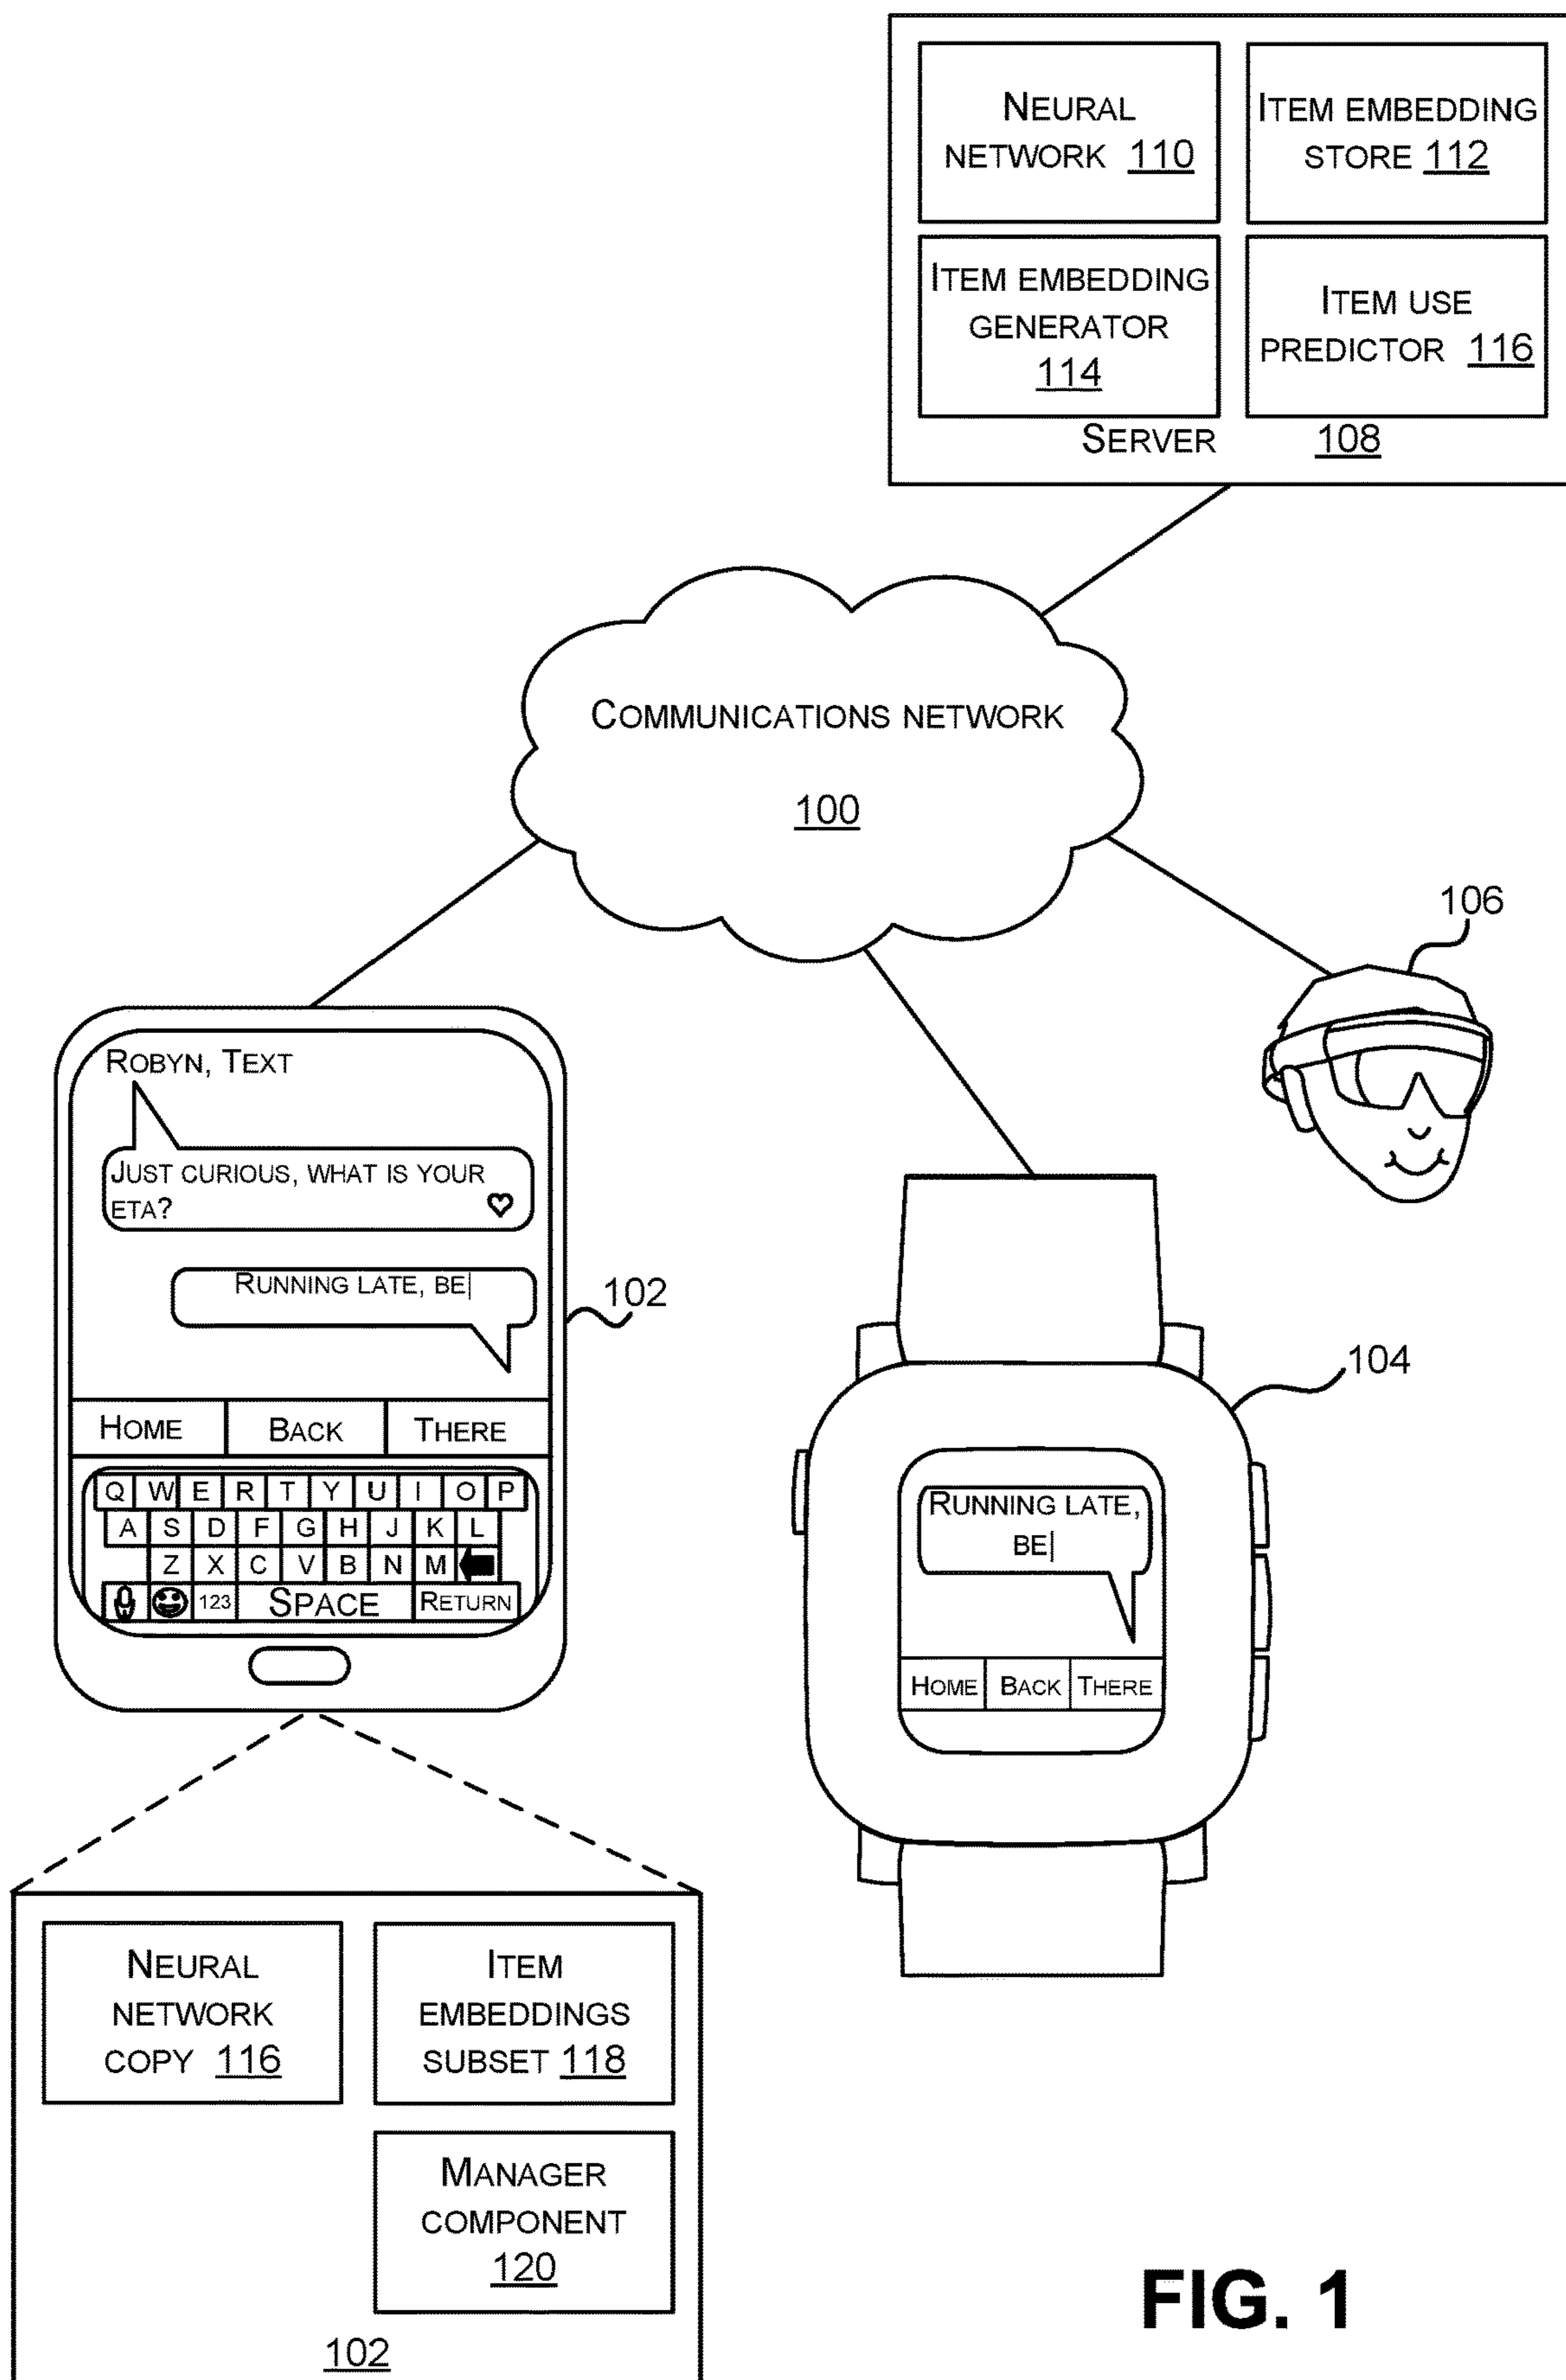 NEURAL
NETWORK 110
ITEM EMBEDDING
STORE 112
ITEM EMBEDDING
GENERATOR
114
ITEM USE
PREDICTOR 116
SERVER 108
COMMUNICATIONS NETWORK
100
106
ROBYN, TEXT
JUST CURIOUS, WHAT IS YOUR
ETA?
RUNNING LATE, BE|
102
HOME BACK THERE
Q W E R T Y U I O P
A S D F G H J K L
Z X C V B N M
123 SPACE RETURN
104
RUNNING LATE,
BE|
HOME BACK THERE
NEURAL
NETWORK
COPY 116
ITEM
EMBEDDINGS
SUBSET 118
MANAGER
COMPONENT
120
102
FIG. 1